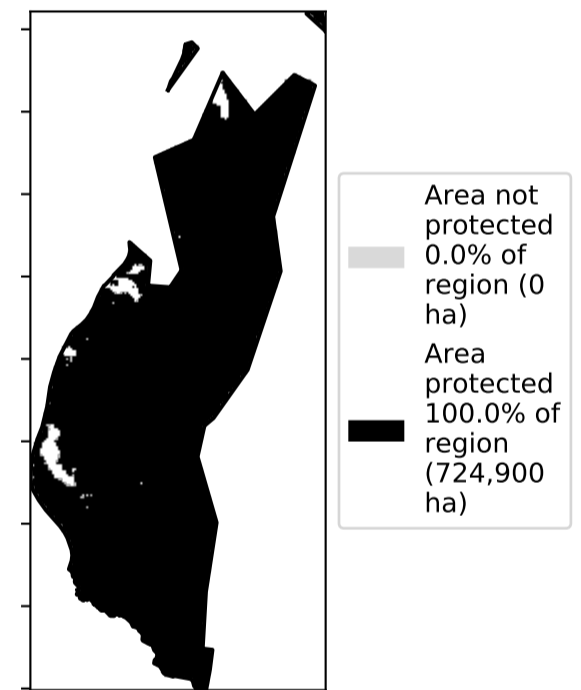 Area not
protected
0.0% of
region (0
ha)
Area
protected
100.0% of
region
(724,900
ha)